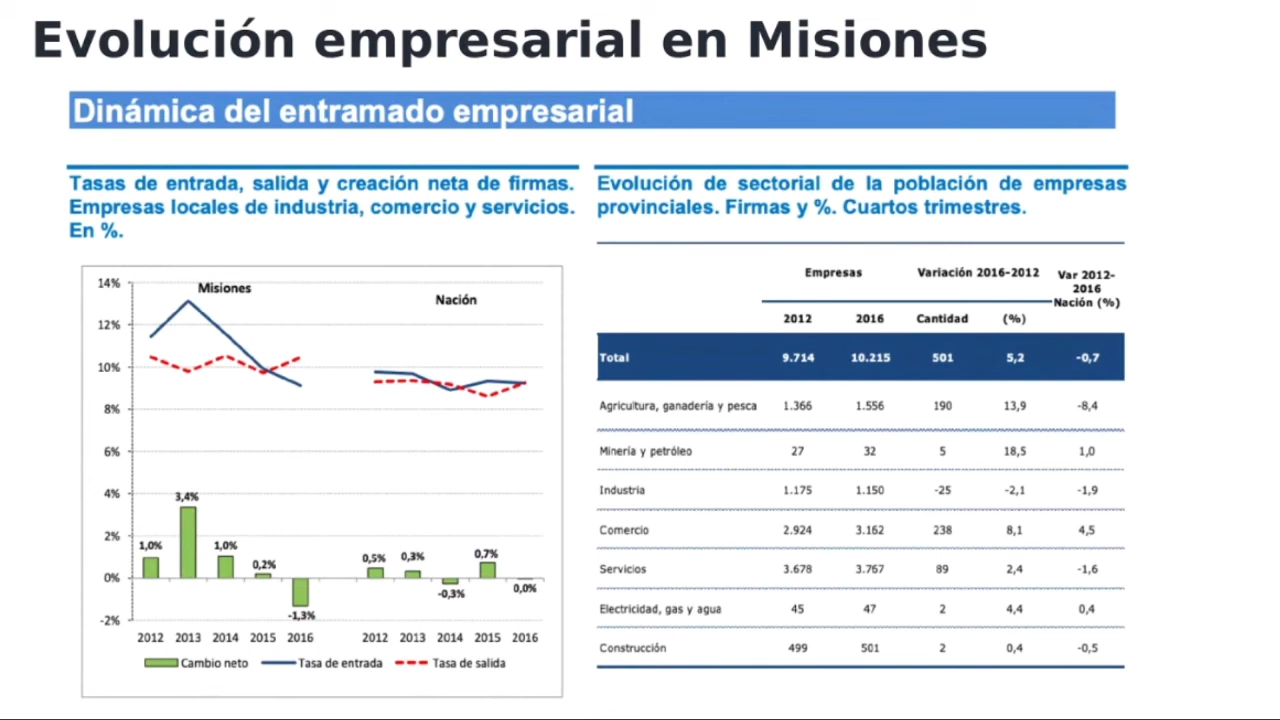 Evolución empresarial en Misiones
Dinámica del entramado empresarial
Tasas de entrada, salida y creación neta de firmas.
Empresas locales de industria, comercio y servicios.
En %.
14%
12%
10%
8%
6%
4%
2%
0%
-2%
Misiones
Nación
1,0%
3,4%
1,0%
0,2%
-1,3%
0,5%
0,3%
-0,3%
0,7%
0,0%
2012 2013 2014 2015 2016 2012 2013 2014 2015 2016
Cambio neto Tasa de entrada Tasa de salida
Evolución de sectorial de la población de empresas
provinciales. Firmas y %. Cuartos trimestres.
Empresas Variación 2016-2012 Var 2012-
2016
Nación (%)
2012 2016 Cantidad (%)
Total 9.714 10.215 501 5,2 -0,7
Agricultura, ganadería y pesca 1.366 1.556 190 13,9 -8,4
Minería y petróleo 27 32 5 18,5 1,0
Industria 1.175 1.150 -25 -2,1 -1,9
Comercio 2.924 3.162 238 8,1 4,5
Servicios 3.678 3.767 89 2,4 -1,6
Electricidad, gas y agua 45 47 2 4,4 0,4
Construcción 499 501 2 0,4 -0,5